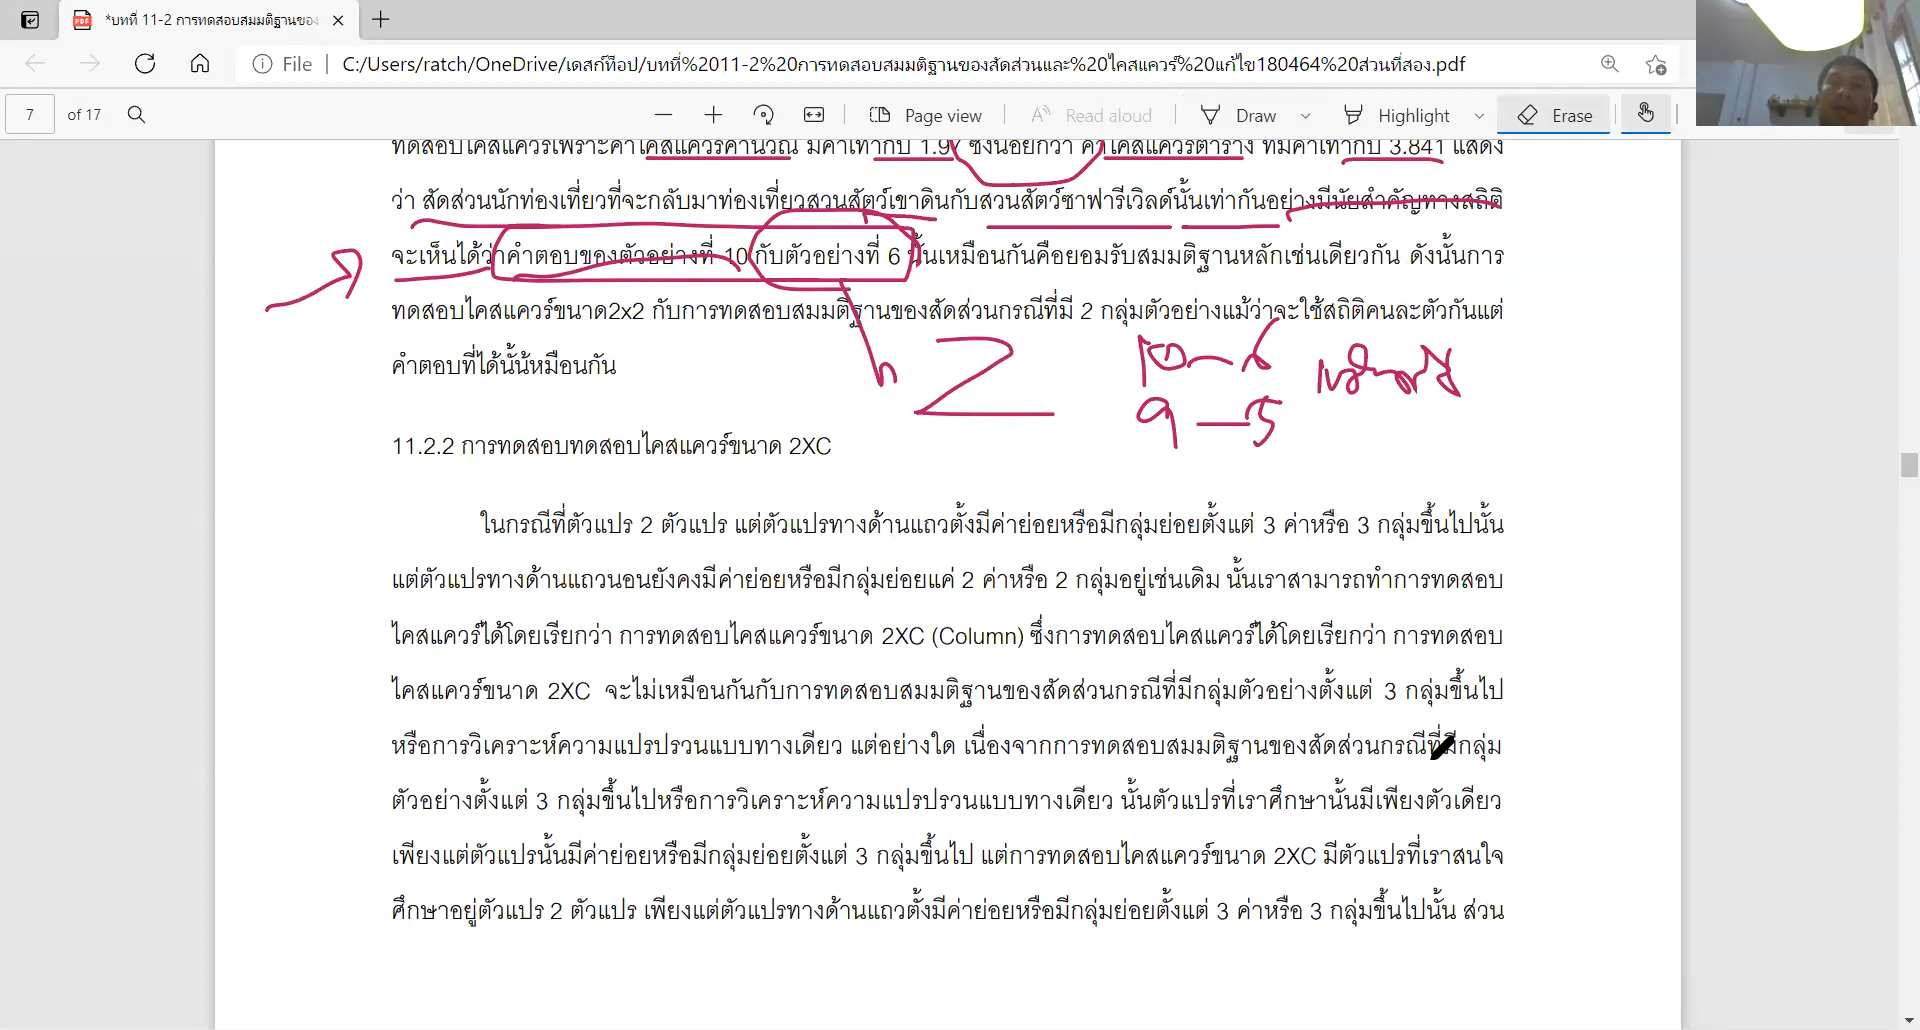 *บทที่ 11-2 การทดสอบสมมติฐานของ
File
C:/Users/ratch/OneDrive/เดสก์ท็อป/บทที่%2011-2%20การทดสอบสมมติฐานของสัดส่วนและ%20ไคสแควร์%20แก้ไข180464%20ส่วนที่สอง.pdf
7 of 17 Page view Read aloud Draw Highlight Erase
ทดสอบไคสแควร์เพราะค่าไคสแควร์คำนวณ มีค่าเท่ากับ 1.97 ซึ่งน้อยกว่า ค่าไคสแควร์ตาราง ที่มีค่าเท่ากับ 3.841 แสดง
ว่า สัดส่วนนักท่องเที่ยวที่จะกลับมาท่องเที่ยวสวนสัตว์เขาดินกับสวนสัตว์ซาฟารีเวิลด์นั้นเท่ากันอย่างมีนัยสำคัญทางสถิติ
จะเห็นได้ว่าคำตอบของตัวอย่างที่ 10 กับตัวอย่างที่ 6 นั้นเหมือนกันคือยอมรับสมมติฐานหลักเช่นเดียวกัน ดังนั้นการ
ทดสอบไคสแควร์ขนาด2x2 กับการทดสอบสมมติฐานของสัดส่วนกรณีที่มี 2 กลุ่มตัวอย่างแม้ว่าจะใช้สถิติคนละตัวกันแต่
คำตอบที่ได้นั้น้หมือนกัน
Z
9 — 5
11.2.2 การทดสอบทดสอบไคสแควร์ขนาด 2XC
ในกรณีที่ตัวแปร 2 ตัวแปร แต่ตัวแปรทางด้านแถวตั้งมีค่าย่อยหรือมีกลุ่มย่อยตั้งแต่ 3 ค่าหรือ 3 กลุ่มขึ้นไปนั้น
แต่ตัวแปรทางด้านแถวนอนยังคงมีค่าย่อยหรือมีกลุ่มย่อยแค่ 2 ค่าหรือ 2 กลุ่มอยู่เช่นเดิม นั้นเราสามารถทำการทดสอบ
ไคสแควร์ได้โดยเรียกว่า การทดสอบไคสแควร์ขนาด 2XC (Column) ซึ่งการทดสอบไคสแควร์ได้โดยเรียกว่า การทดสอบ
ไคสแควร์ขนาด 2XC จะไม่เหมือนกันกับการทดสอบสมมติฐานของสัดส่วนกรณีที่มีกลุ่มตัวอย่างตั้งแต่ 3 กลุ่มขึ้นไป
หรือการวิเคราะห์ความแปรปรวนแบบทางเดียว แต่อย่างใด เนื่องจากการทดสอบสมมติฐานของสัดส่วนกรณีที่มีกลุ่ม
ตัวอย่างตั้งแต่ 3 กลุ่มขึ้นไปหรือการวิเคราะห์ความแปรปรวนแบบทางเดียว นั้นตัวแปรที่เราศึกษานั้นมีเพียงตัวเดียว
เพียงแต่ตัวแปรนั้นมีค่าย่อยหรือมีกลุ่มย่อยตั้งแต่ 3 กลุ่มขึ้นไป แต่การทดสอบไคสแควร์ขนาด 2XC มีตัวแปรที่เราสนใจ
ศึกษาอยู่ตัวแปร 2 ตัวแปร เพียงแต่ตัวแปรทางด้านแถวตั้งมีค่าย่อยหรือมีกลุ่มย่อยตั้งแต่ 3 ค่าหรือ 3 กลุ่มขึ้นไปนั้น ส่วน